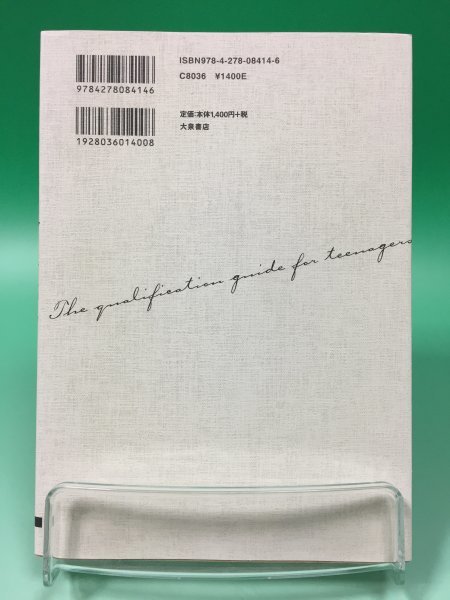 ISBN978-4-278-08414-6
C8036 ¥1400E
9784278084146
定価:本体1,400円+税
大泉書店
1928036014008
The qualification guide for teenagers